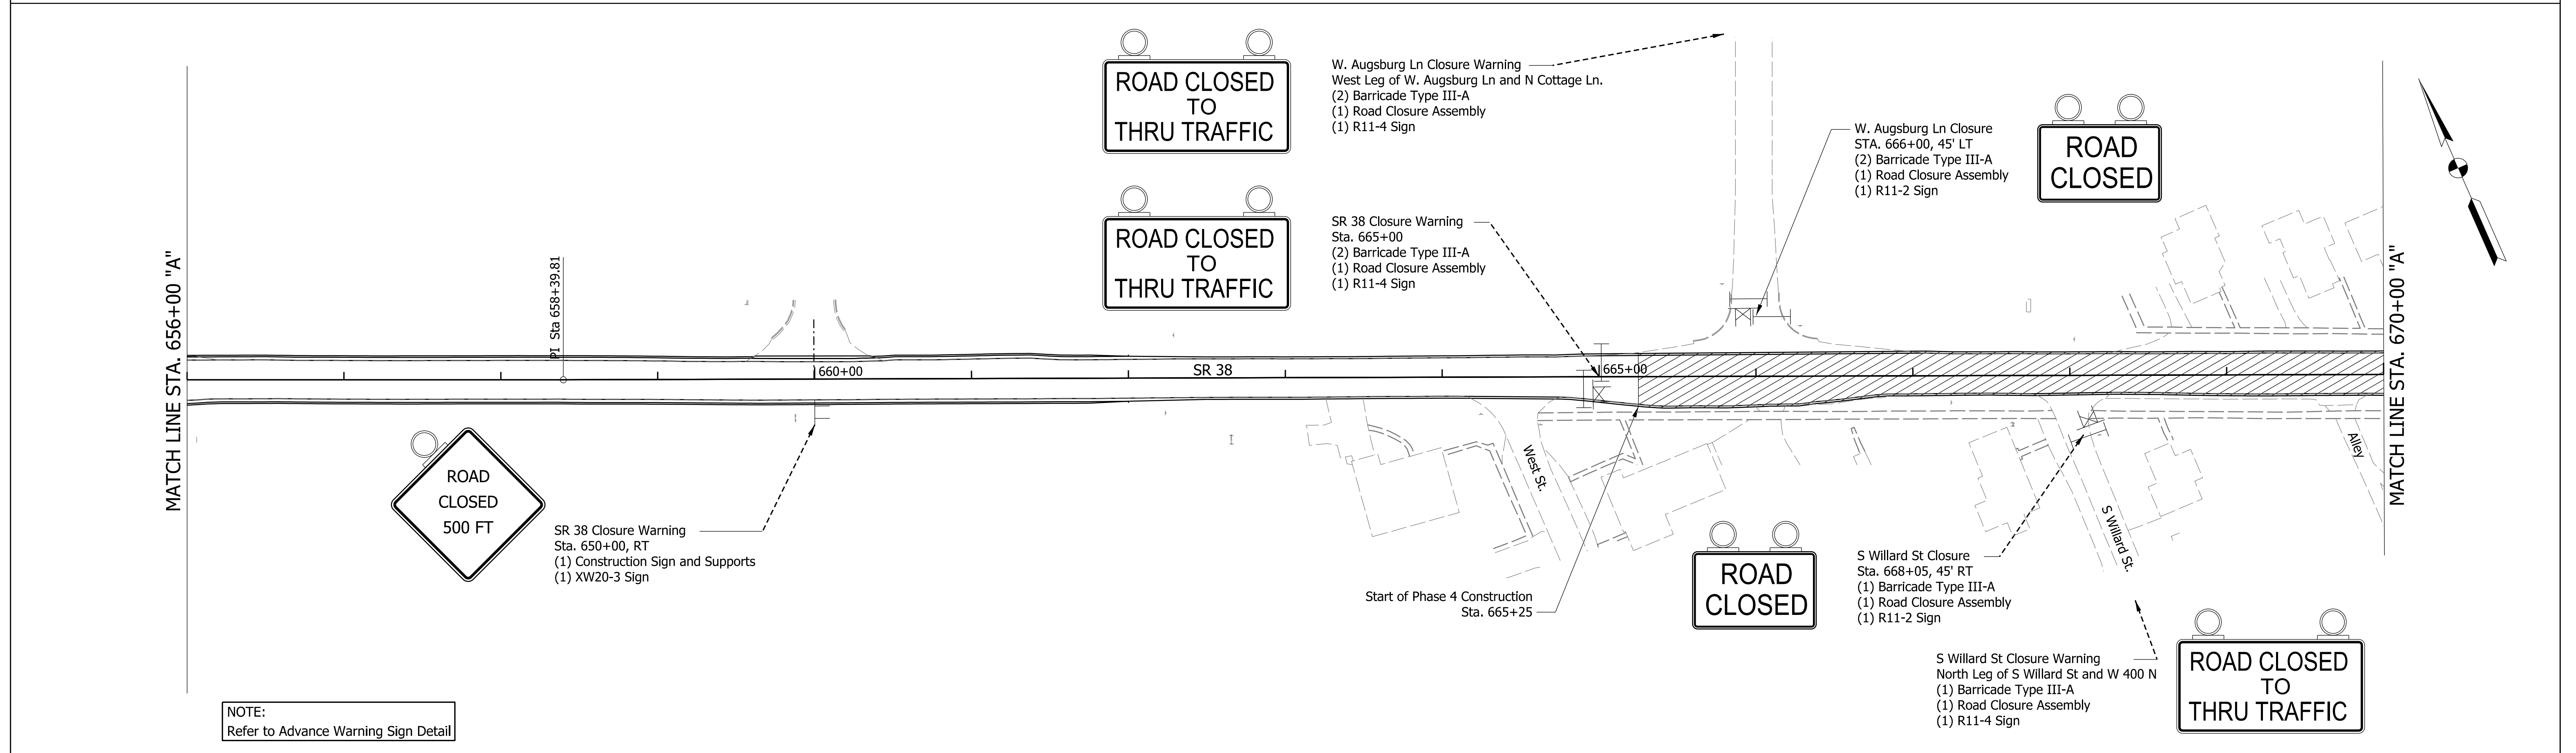 ROAD CLOSED
TO
THRU TRAFFIC
W. Augsburg Ln Closure Warning
West Leg of W. Augsburg Ln and N Cottage Ln.
(2) Barricade Type III-A
(1) Road Closure Assembly
(1) R11-4 Sign
W. Augsburg Ln Closure
STA. 666+00, 45' LT
(2) Barricade Type III-A
(1) Road Closure Assembly
(1) R11-2 Sign
ROAD
CLOSED
ROAD CLOSED
TO
THRU TRAFFIC
SR 38 Closure Warning
Sta. 665+00
(2) Barricade Type III-A
(1) Road Closure Assembly
(1) R11-4 Sign
MATCH LINE STA. 656+00 "A"
PI Sta 658+39.81
660+00
SR 38
665+00
MATCH LINE STA. 670+00 "A"
ROAD
CLOSED
500 FT
SR 38 Closure Warning
Sta. 650+00, RT
(1) Construction Sign and Supports
(1) XW20-3 Sign
West St.
Alley
S Willard St.
Start of Phase 4 Construction
Sta. 665+25
ROAD
CLOSED
S Willard St Closure
Sta. 668+05, 45' RT
(1) Barricade Type III-A
(1) Road Closure Assembly
(1) R11-2 Sign
S Willard St Closure Warning
North Leg of S Willard St and W 400 N
(1) Barricade Type III-A
(1) Road Closure Assembly
(1) R11-4 Sign
ROAD CLOSED
TO
THRU TRAFFIC
NOTE:
Refer to Advance Warning Sign Detail